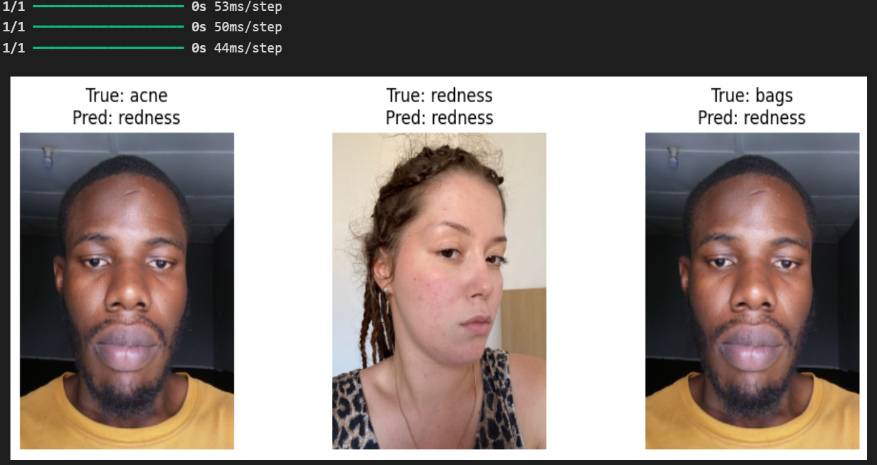 1/1 ━━━━━━━━━━━━━━━━━━━━ 0s 53ms/step
1/1 ━━━━━━━━━━━━━━━━━━━━ 0s 50ms/step
1/1 ━━━━━━━━━━━━━━━━━━━━ 0s 44ms/step
True: acne
Pred: redness
True: redness
Pred: redness
True: bags
Pred: redness